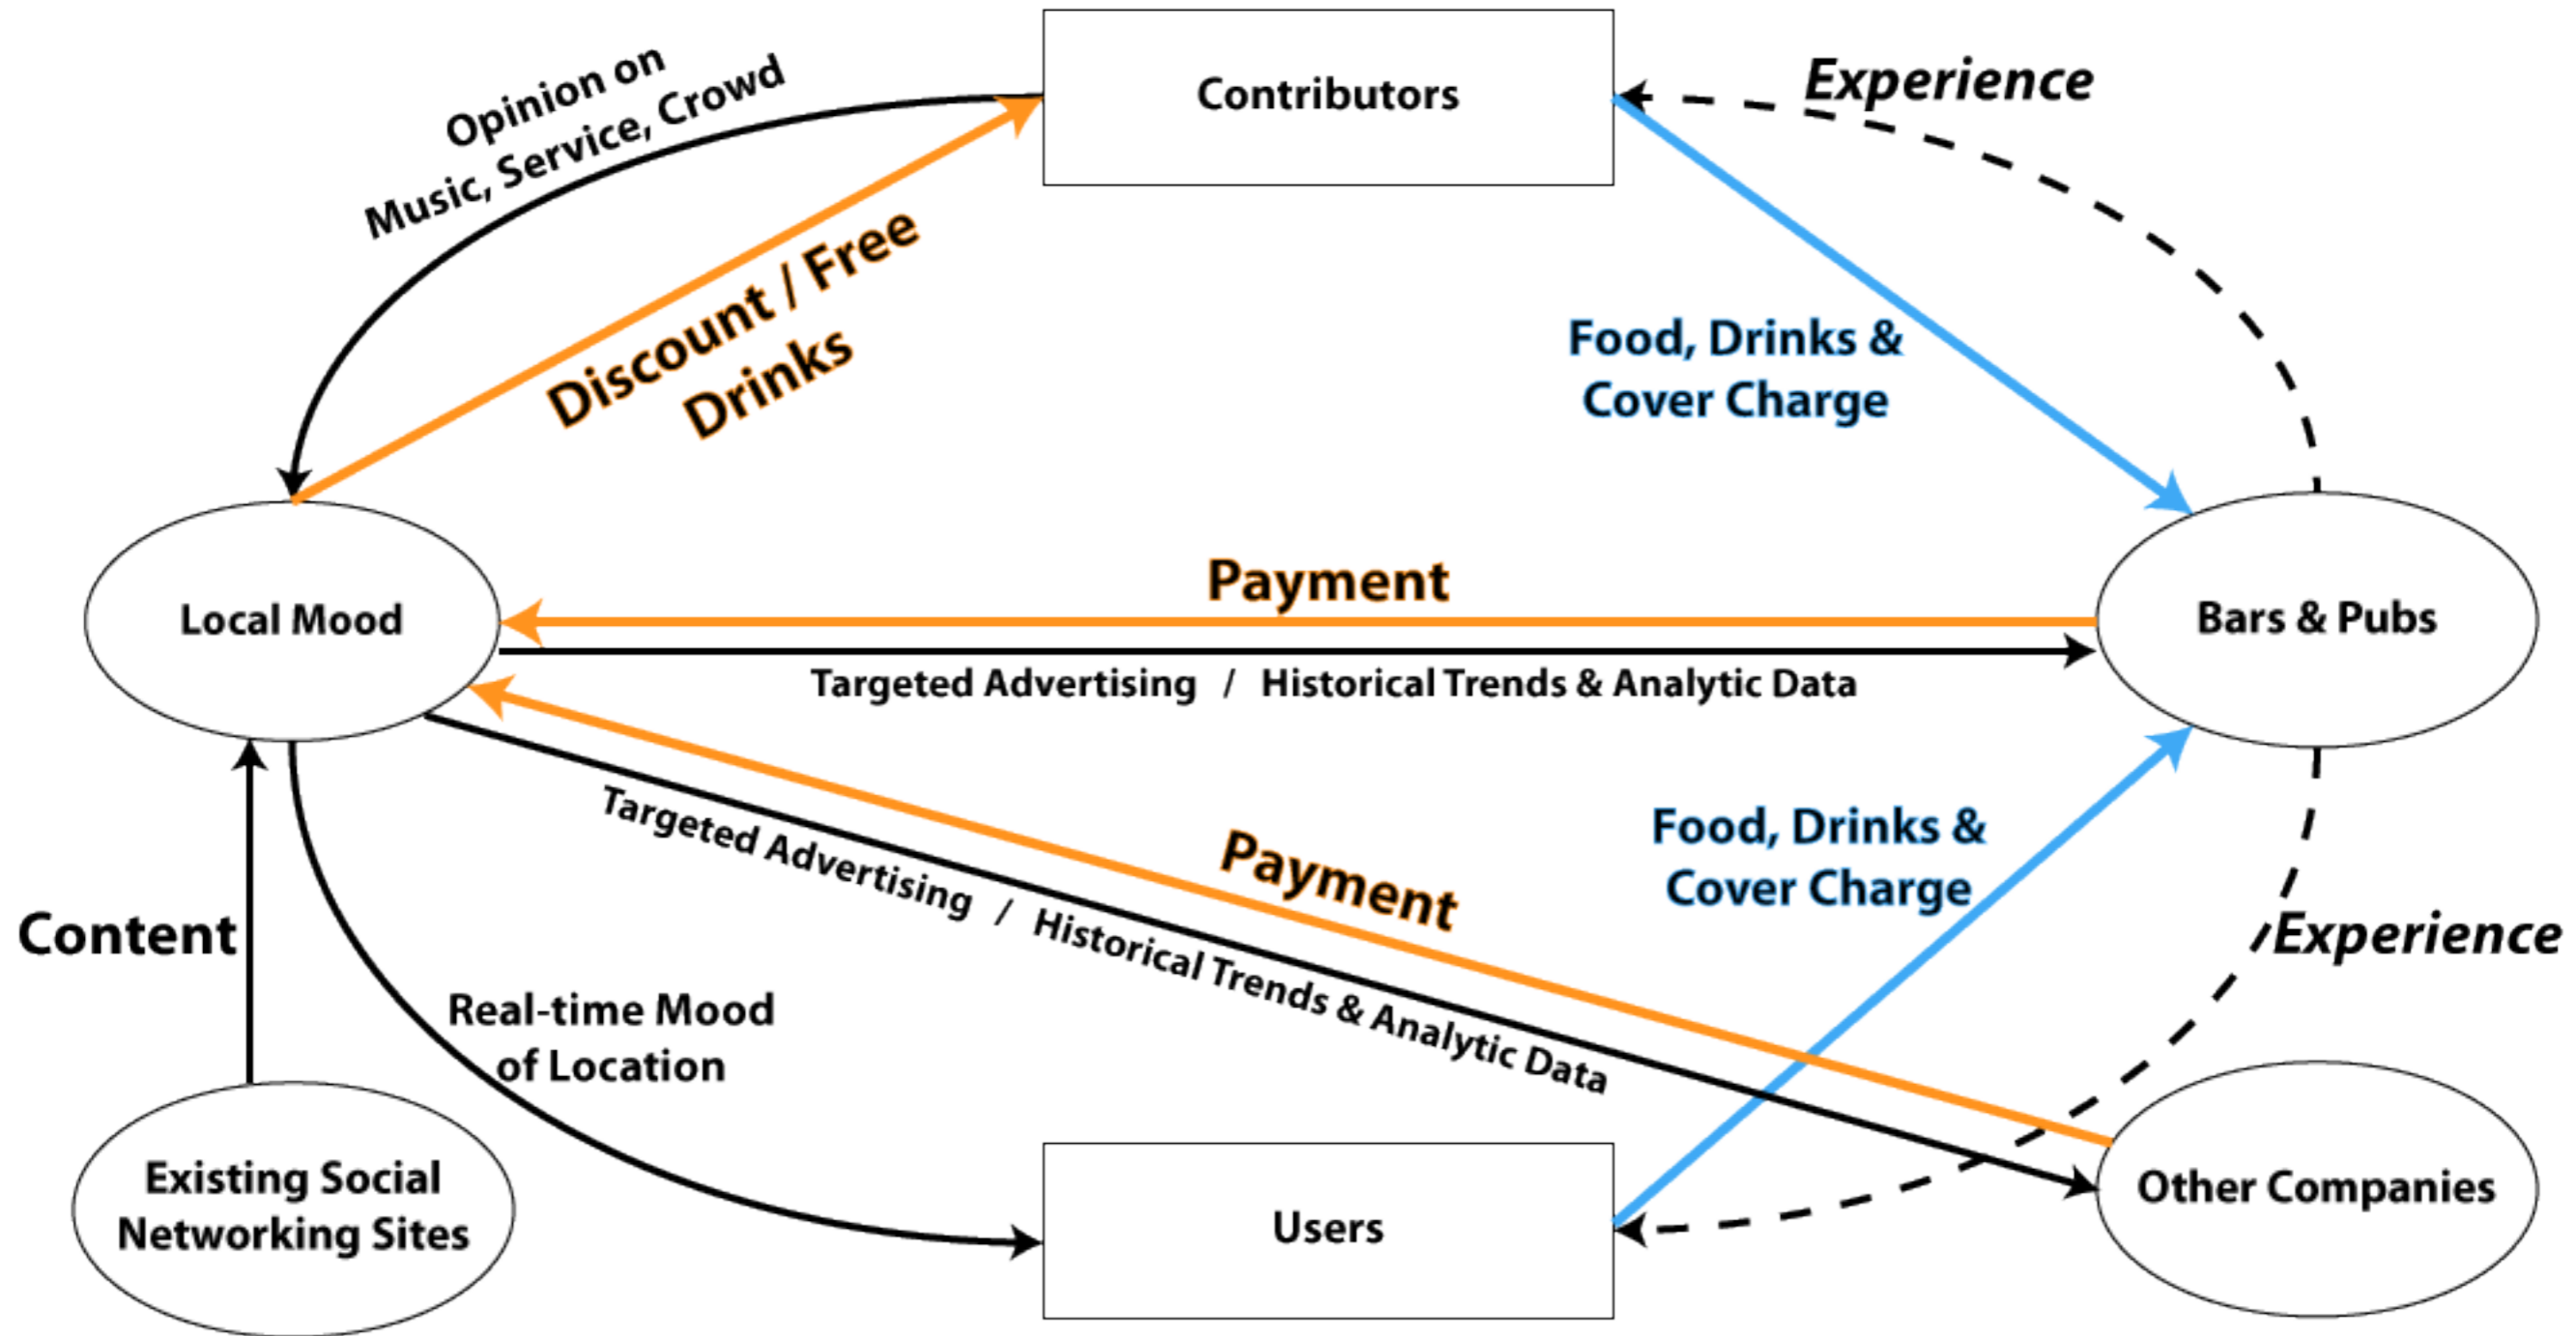 Opinion on
Music, Service, Crowd
Contributors
Experience
Discount / Free
Drinks
Food, Drinks &
Cover Charge
Local Mood
Payment
Bars & Pubs
Targeted Advertising / Historical Trends & Analytic Data
Targeted Advertising / Historical Trends & Analytic Data
Payment
Food, Drinks &
Cover Charge
Content
Experience
Real-time Mood
of Location
Existing Social
Networking Sites
Users
Other Companies